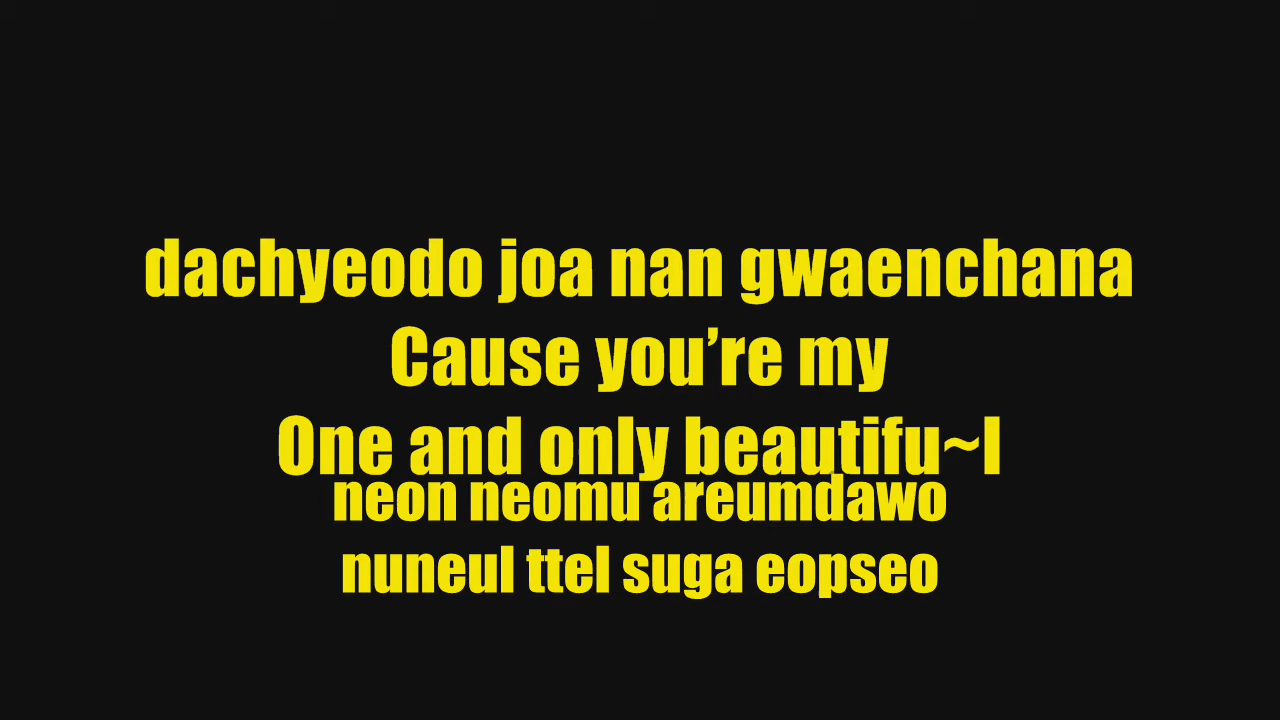 dachyeodo joa nan gwaenchana
Cause you’re my
One and only beautifu~l
neon neomu areumdawo
nuneul ttel suga eopseo